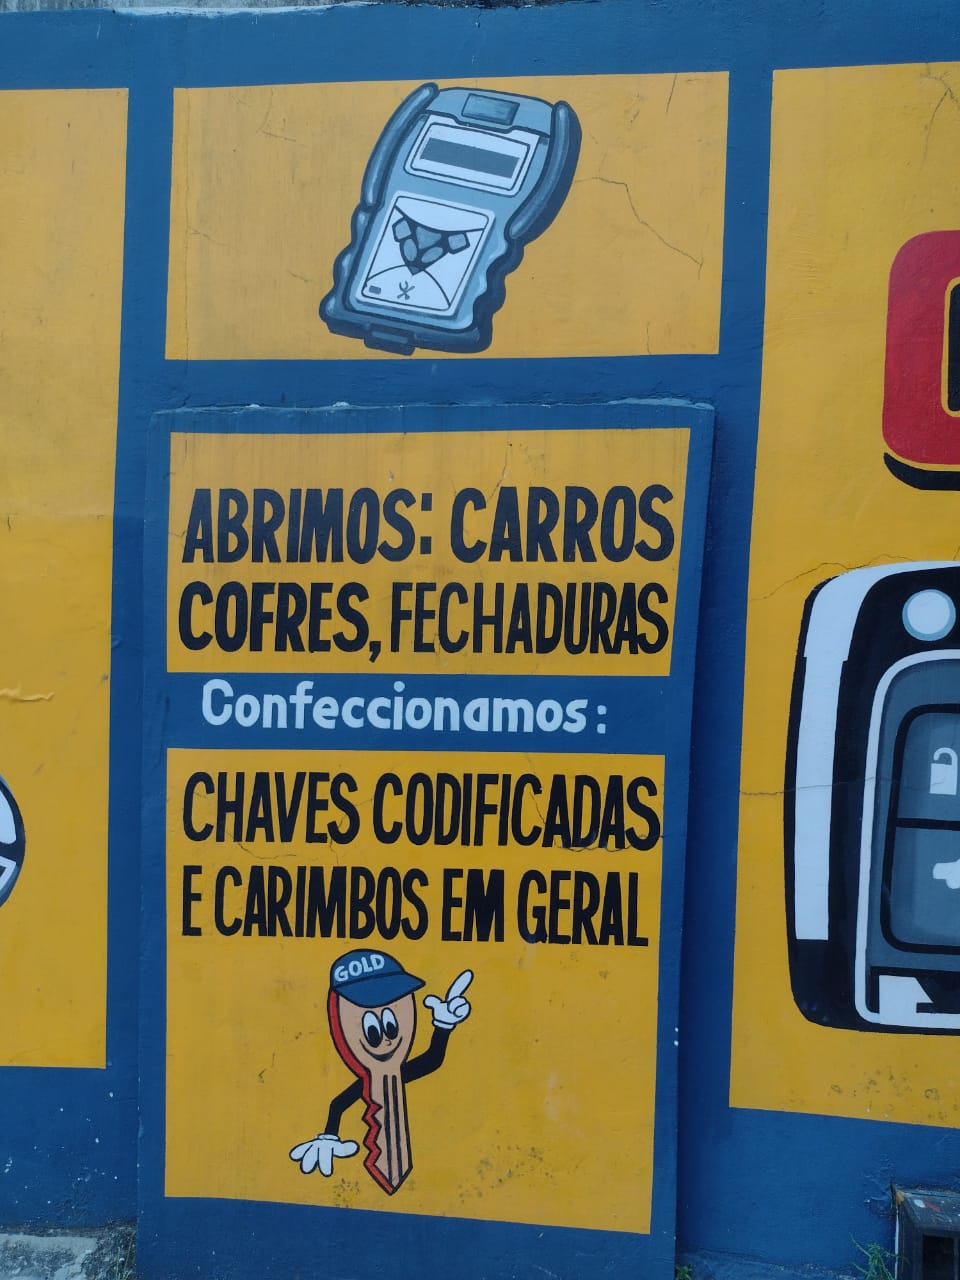 ABRIMOS: CARROS
COFRES, FECHADURAS
Confeccionamos:
CHAVES CODIFICADAS
E CARIMBOS EM GERAL
GOLD